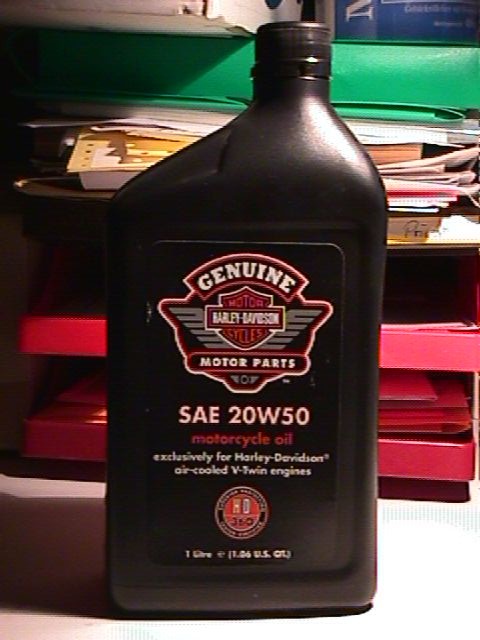 GENUINE
MOTOR
HARLEY-DAVIDSON
CYCLES
MOTOR PARTS
SAE 20W50
motorcycle oil
exclusively for Harley-Davidson®
air-cooled V-Twin engines
HD
360
1 Litre e (1.06 U.S. QT.)